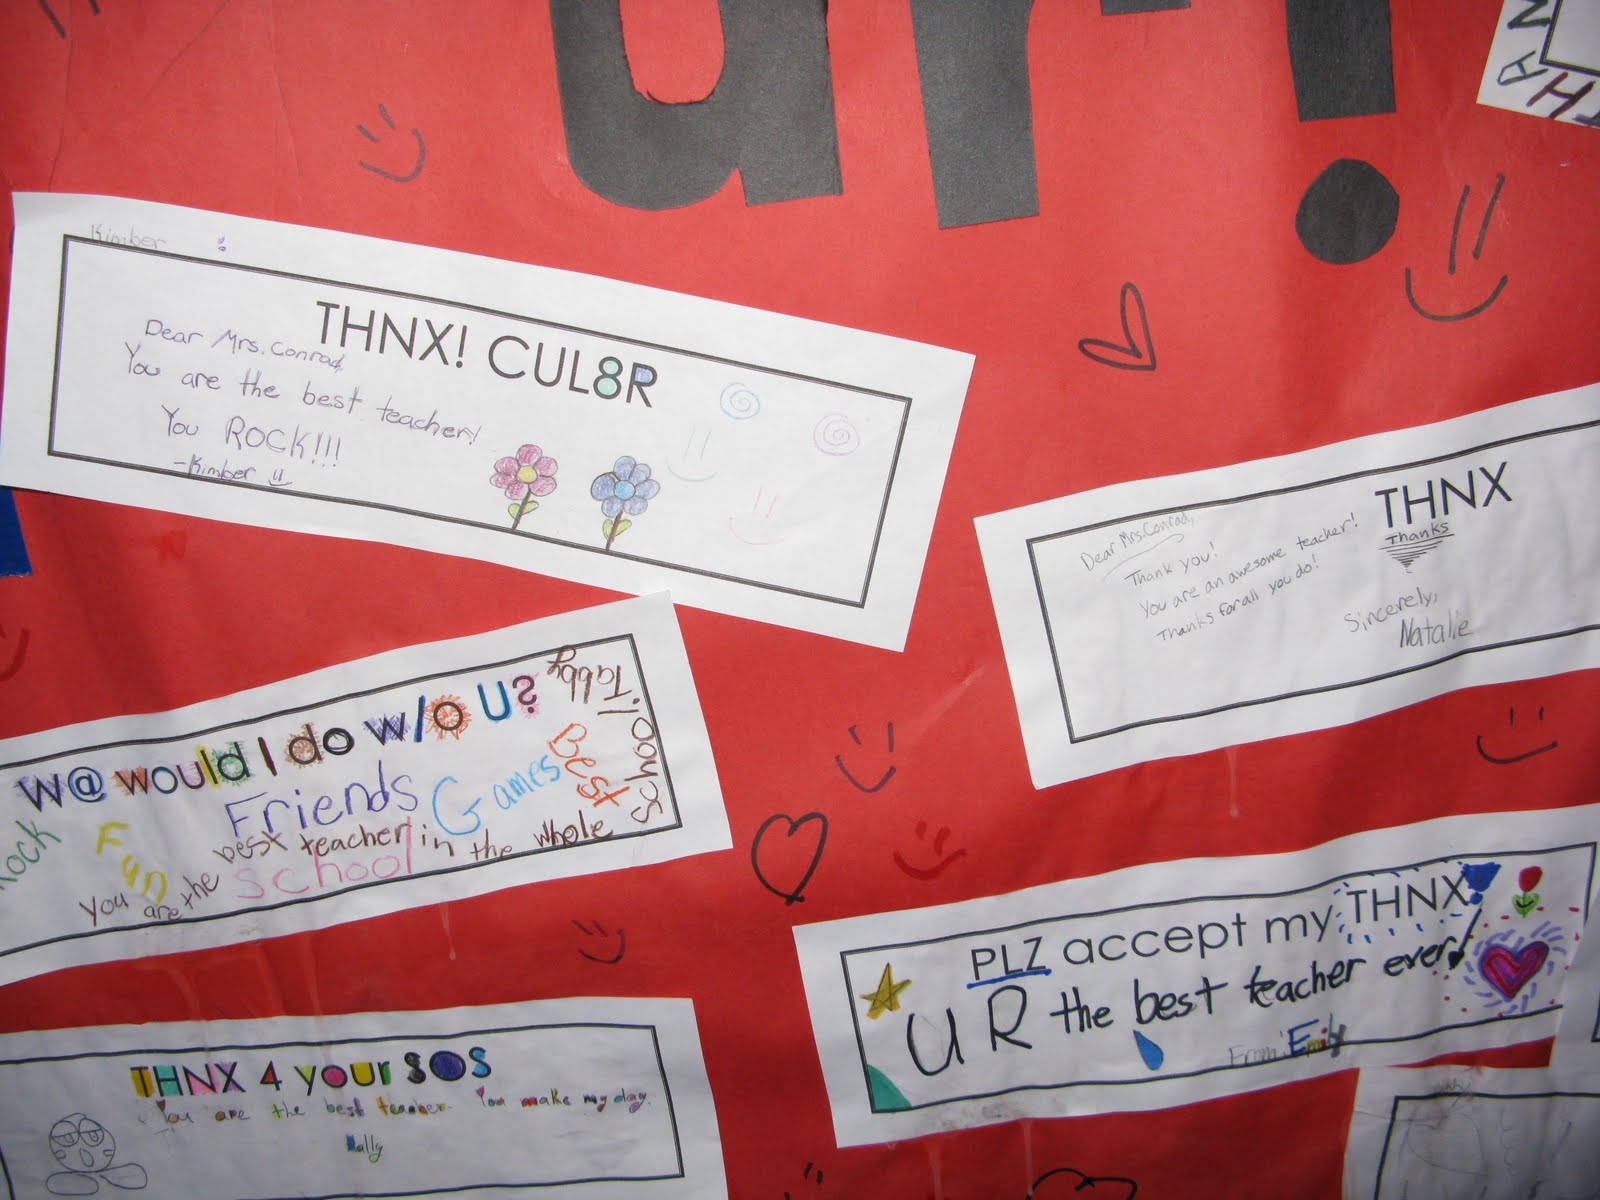 ur!
THAN
Kimber
THNX! CUL8R
Dear Mrs. Conrad
You are the best teacher!
You ROCK!!!
-Kimber
THNX
Thanks
Dear Mrs. Conrad,
Thank you!
You are an awesome teacher!
Thanks for all you do!
Sincerely,
Natalie
W@ would I do w/o U?
Tabby
Rock
Fun
Friends
Games
Best
School
You are the best teacher in the whole
school!
PLZ accept my THNX!
U R the best teacher ever!
From: Emily
THNX 4 your SOS
You are the best teacher. You make my day.